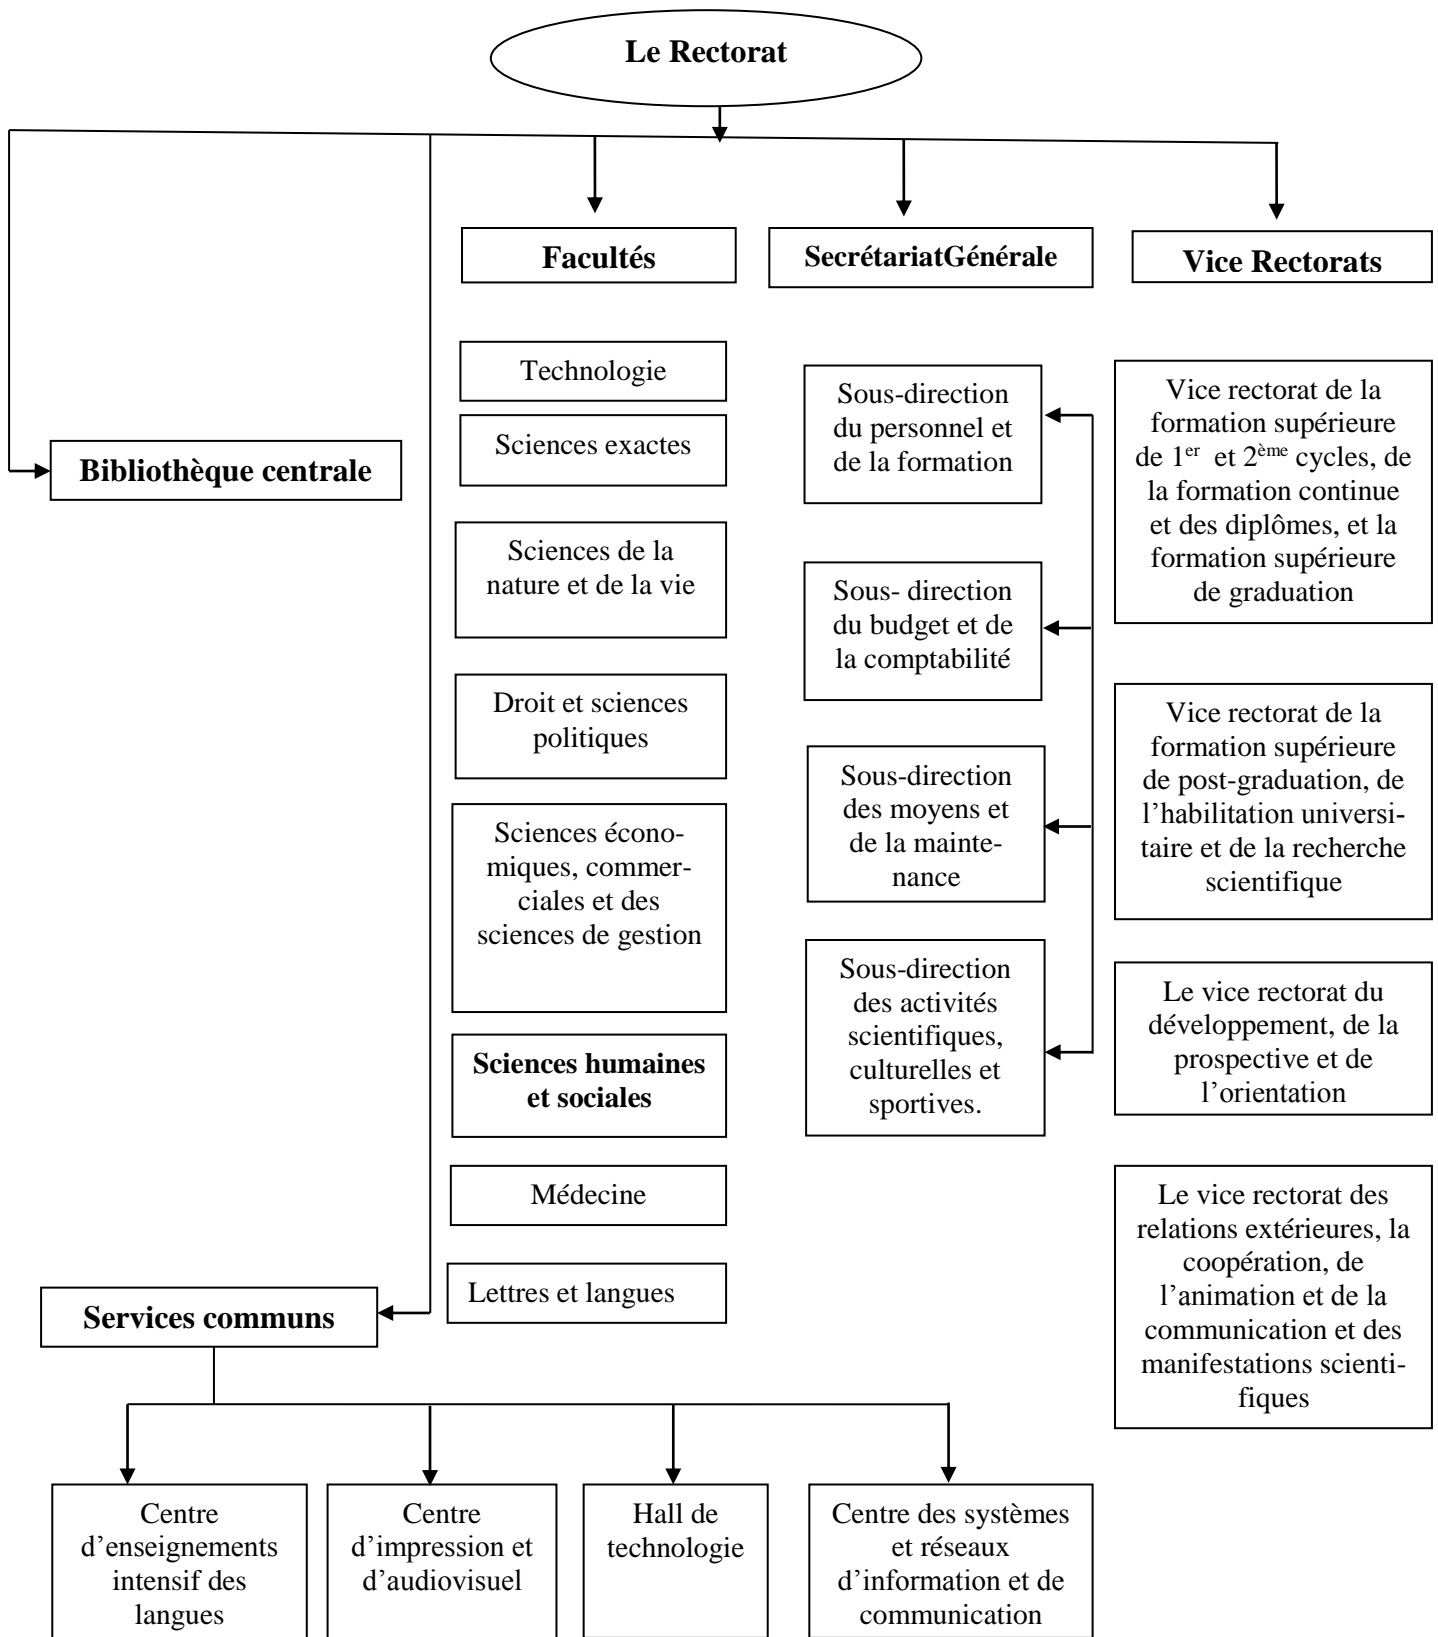 Le Rectorat
Facultés
SecrétariatGénérale
Vice Rectorats
Bibliothèque centrale
Technologie
Sciences exactes
Sciences de la
nature et de la vie
Droit et sciences
politiques
Sciences écono-
miques, commer-
ciales et des
sciences de gestion
Sciences humaines
et sociales
Médecine
Lettres et langues
Sous-direction
du personnel et
de la formation
Sous- direction
du budget et de
la comptabilité
Sous-direction
des moyens et
de la mainte-
nance
Sous-direction
des activités
scientifiques,
culturelles et
sportives.
Vice rectorat de la
formation supérieure
de 1er et 2ème cycles, de
la formation continue
et des diplômes, et la
formation supérieure
de graduation
Vice rectorat de la
formation supérieure
de post-graduation, de
l’habilitation universi-
taire et de la recherche
scientifique
Le vice rectorat du
développement, de la
prospective et de
l’orientation
Le vice rectorat des
relations extérieures, la
coopération, de
l’animation et de la
communication et des
manifestations scienti-
fiques
Services communs
Centre
d’enseignements
intensif des
langues
Centre
d’impression et
d’audiovisuel
Hall de
technologie
Centre des systèmes
et réseaux
d’information et de
communication